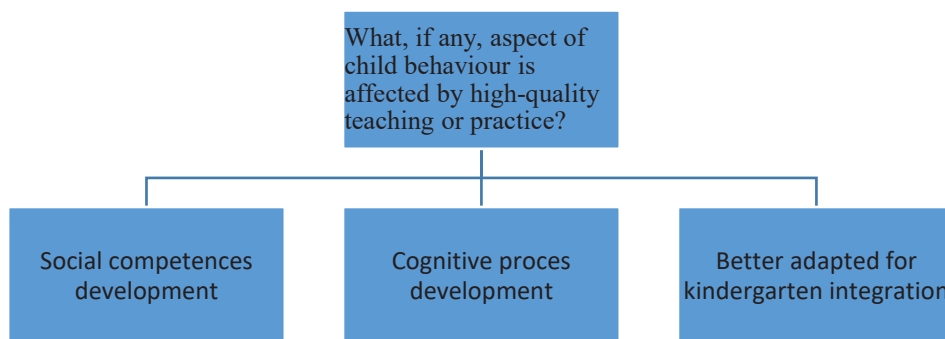 What, if any, aspect of
child behaviour is
affected by high-quality
teaching or practice?
Social competences
development
Cognitive proces
development
Better adapted for
kindergarten integration